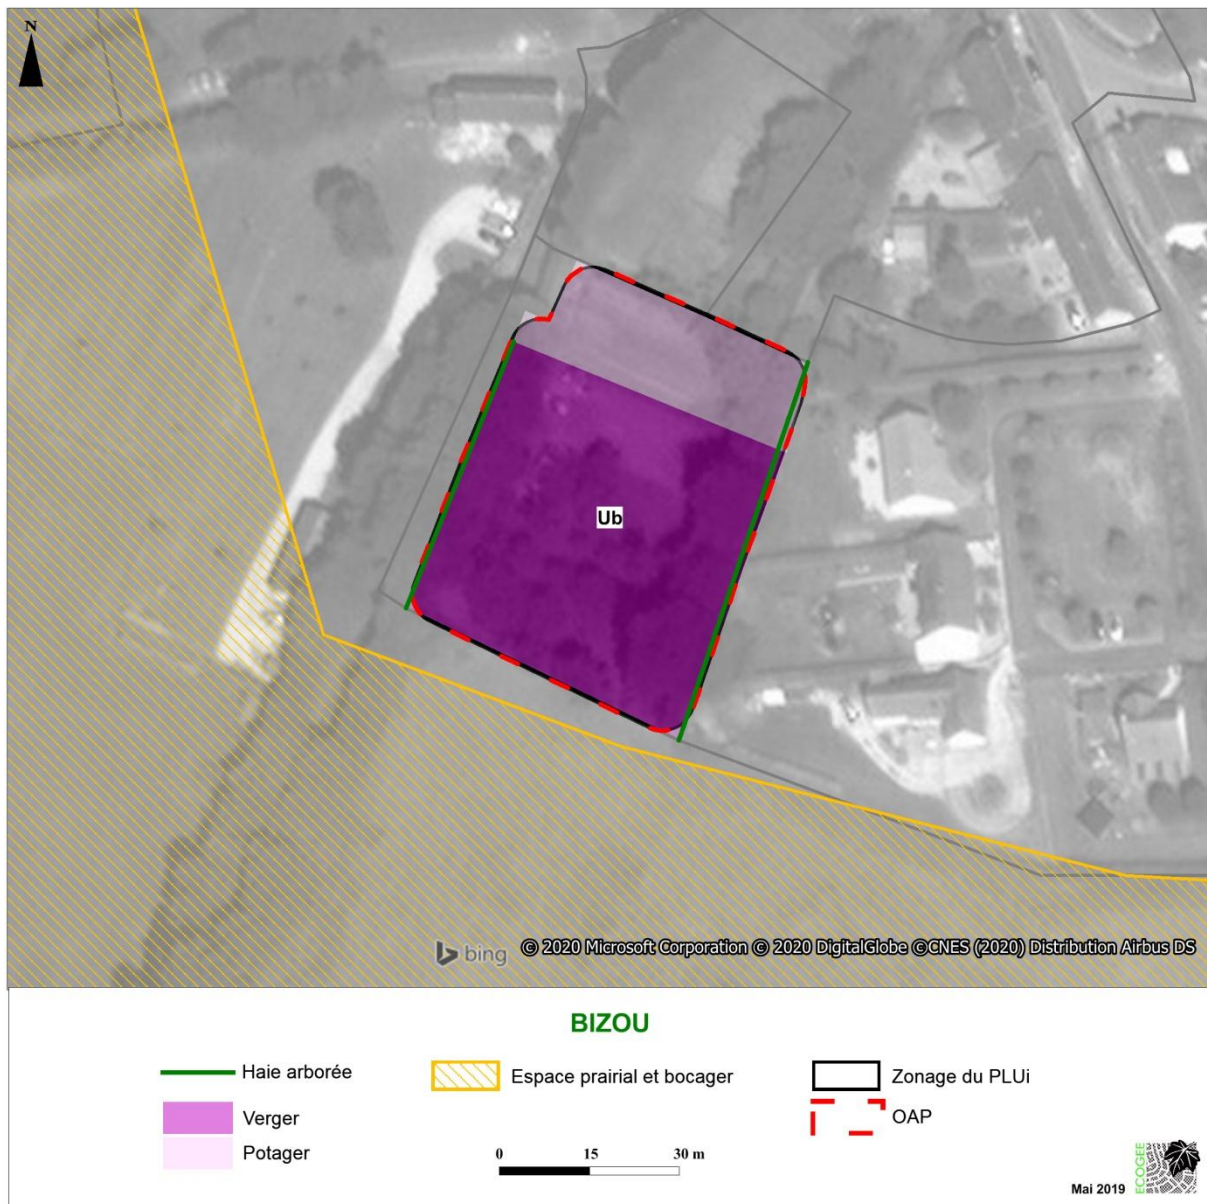 N
Ub
bing © 2020 Microsoft Corporation © 2020 DigitalGlobe ©CNES (2020) Distribution Airbus DS
BIZOU
Haie arborée
Espace prairial et bocager
Zonage du PLUi
Verger
OAP
Potager
0 15 30 m
ECOGEE
Mai 2019